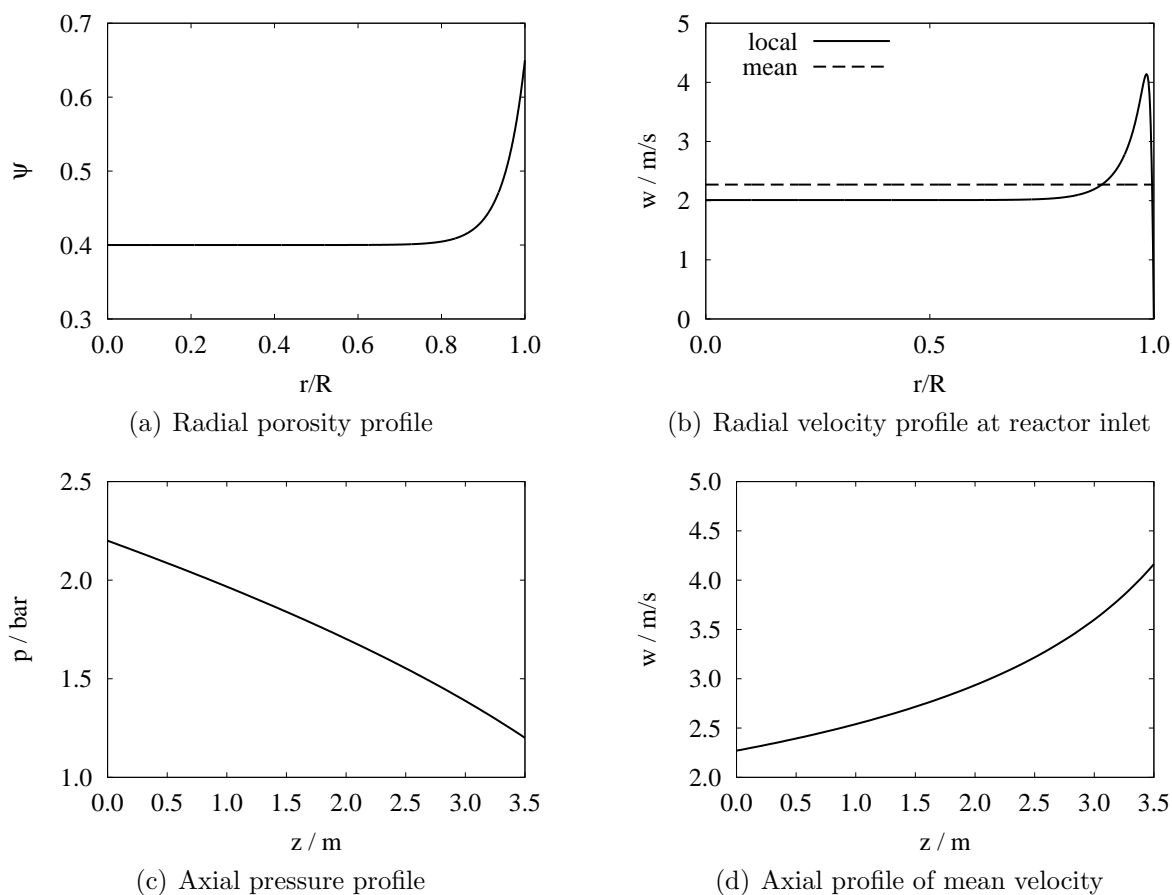 0.7
0.6
0.5
0.4
0.3
ψ
0.0 0.2 0.4 0.6 0.8 1.0
r/R
(a) Radial porosity profile
5
4
3
2
1
0
w / m/s
local
mean
0.0 0.5 1.0
r/R
(b) Radial velocity profile at reactor inlet
2.5
2.0
1.5
1.0
p / bar
0.0 0.5 1.0 1.5 2.0 2.5 3.0 3.5
z / m
(c) Axial pressure profile
5.0
4.5
4.0
3.5
3.0
2.5
2.0
w / m/s
0.0 0.5 1.0 1.5 2.0 2.5 3.0 3.5
z / m
(d) Axial profile of mean velocity